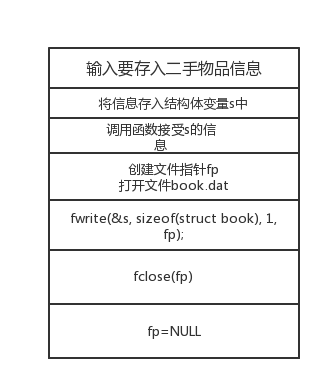 输入要存入二手物品信息
将信息存入结构体变量s中
调用函数接受s的信
息
创建文件指针fp
打开文件book.dat
fwrite(&s, sizeof(struct book), 1,
fp);
fclose(fp)
fp=NULL